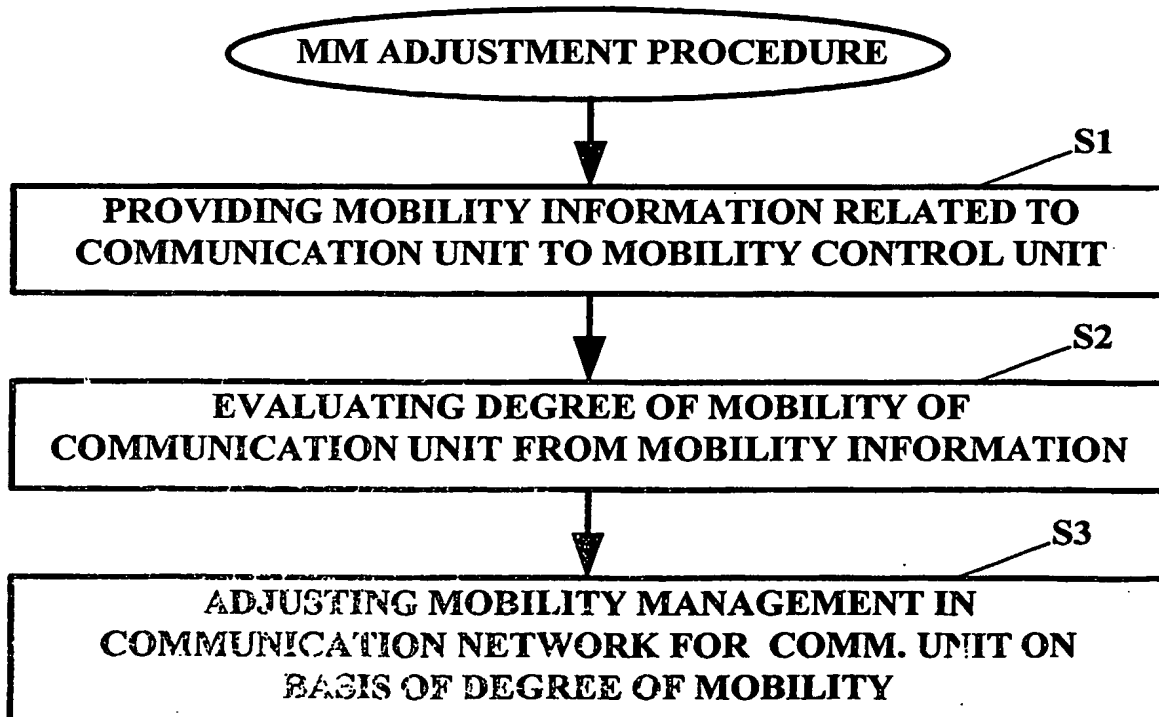 MM ADJUSTMENT PROCEDURE
S1
PROVIDING MOBILITY INFORMATION RELATED TO
COMMUNICATION UNIT TO MOBILITY CONTROL UNIT
S2
EVALUATING DEGREE OF MOBILITY OF
COMMUNICATION UNIT FROM MOBILITY INFORMATION
S3
ADJUSTING MOBILITY MANAGEMENT IN
COMMUNICATION NETWORK FOR COMM. UNIT ON
BASIS OF DEGREE OF MOBILITY